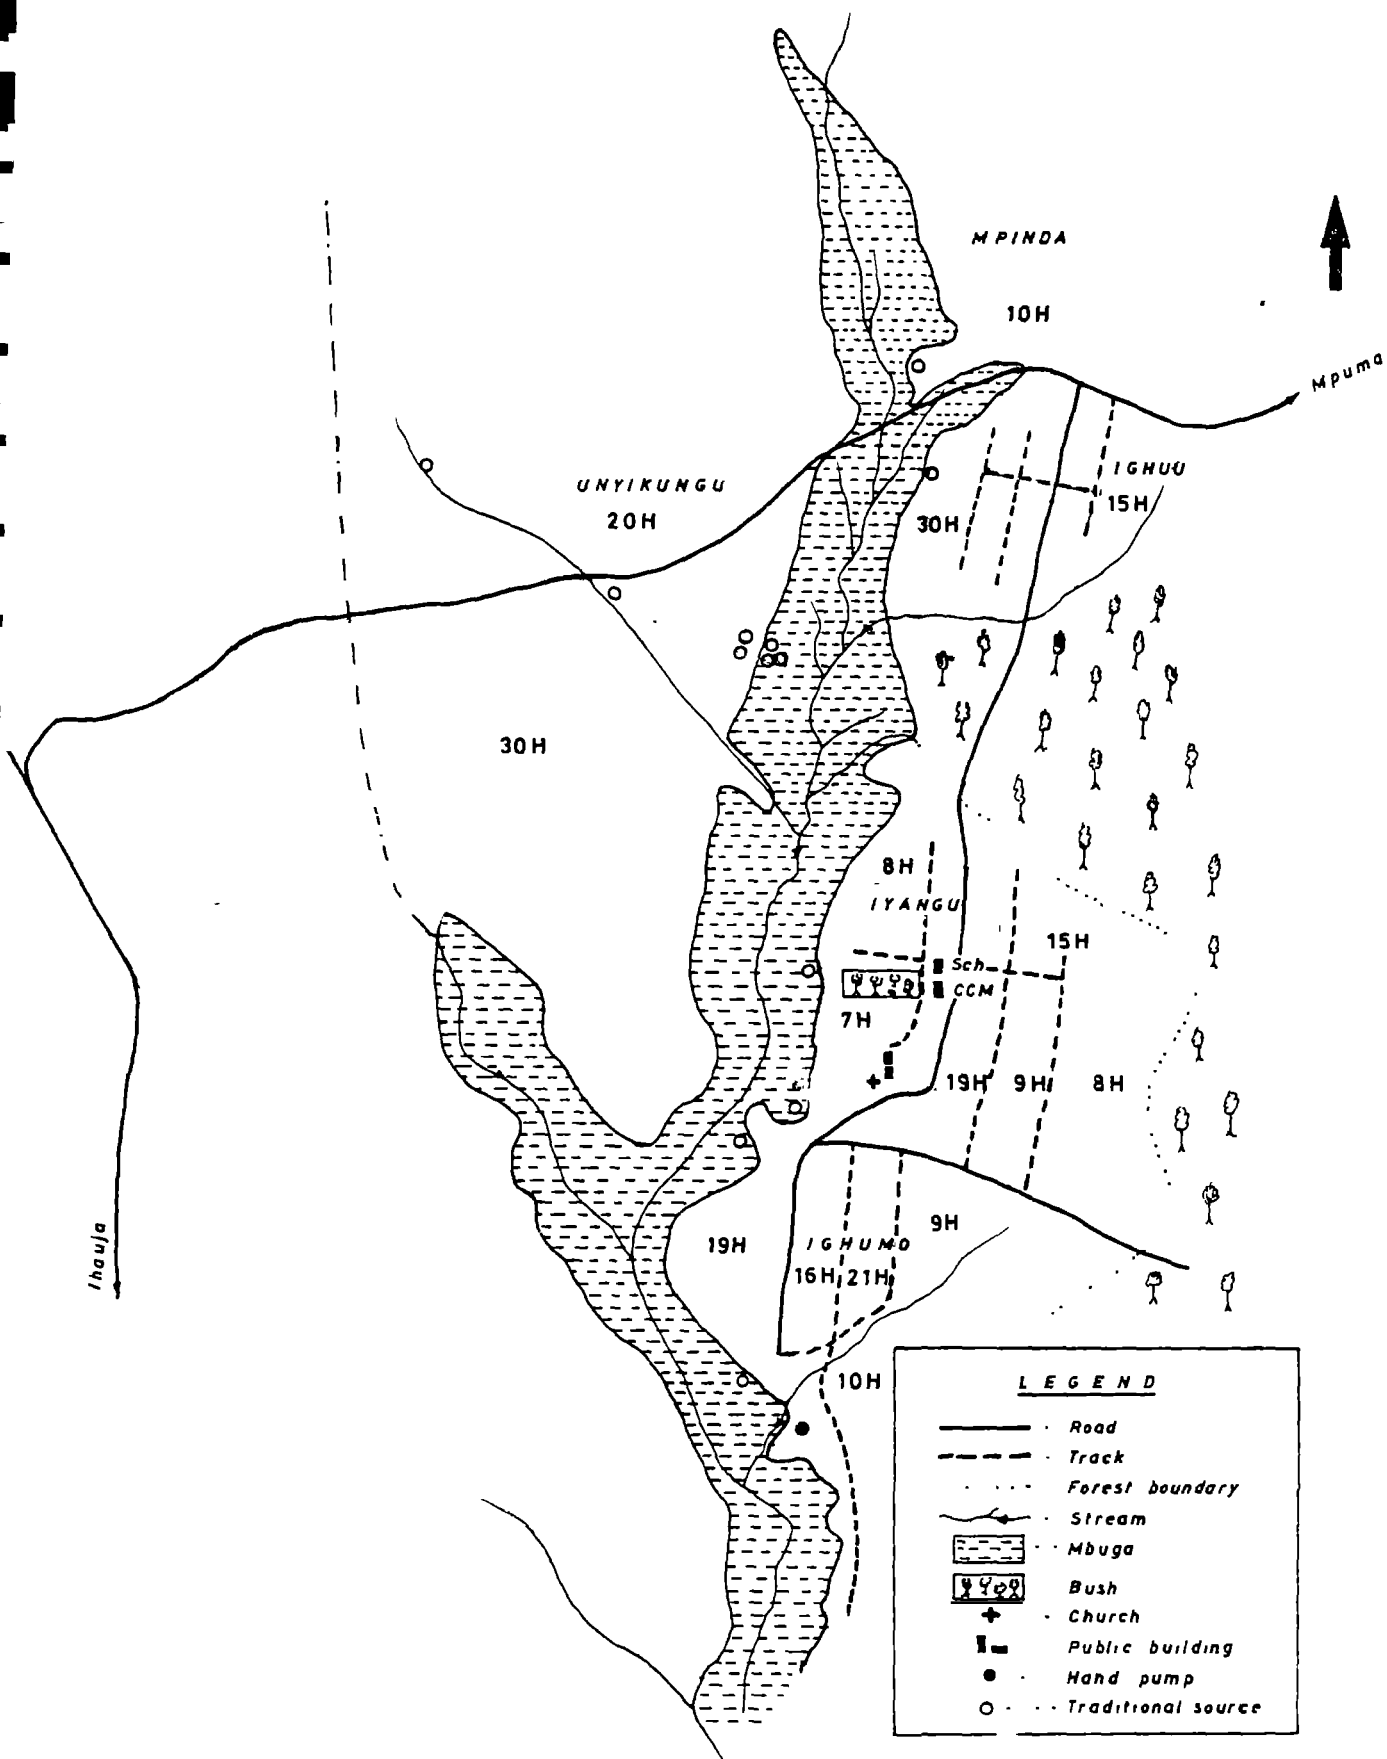 MPINDA
10H
Mpuma
UNYIKUNGU
20H
IGHUU
15H
30H
30H
8H
IYANGU
15H
Sch
CCM
7H
19H
9H
8H
19H
IGHUMO
9H
16H
21H
10H
Ihauja
LEGEND
Road
Track
Forest boundary
Stream
Mbuga
Bush
Church
Public building
Hand pump
Traditional source